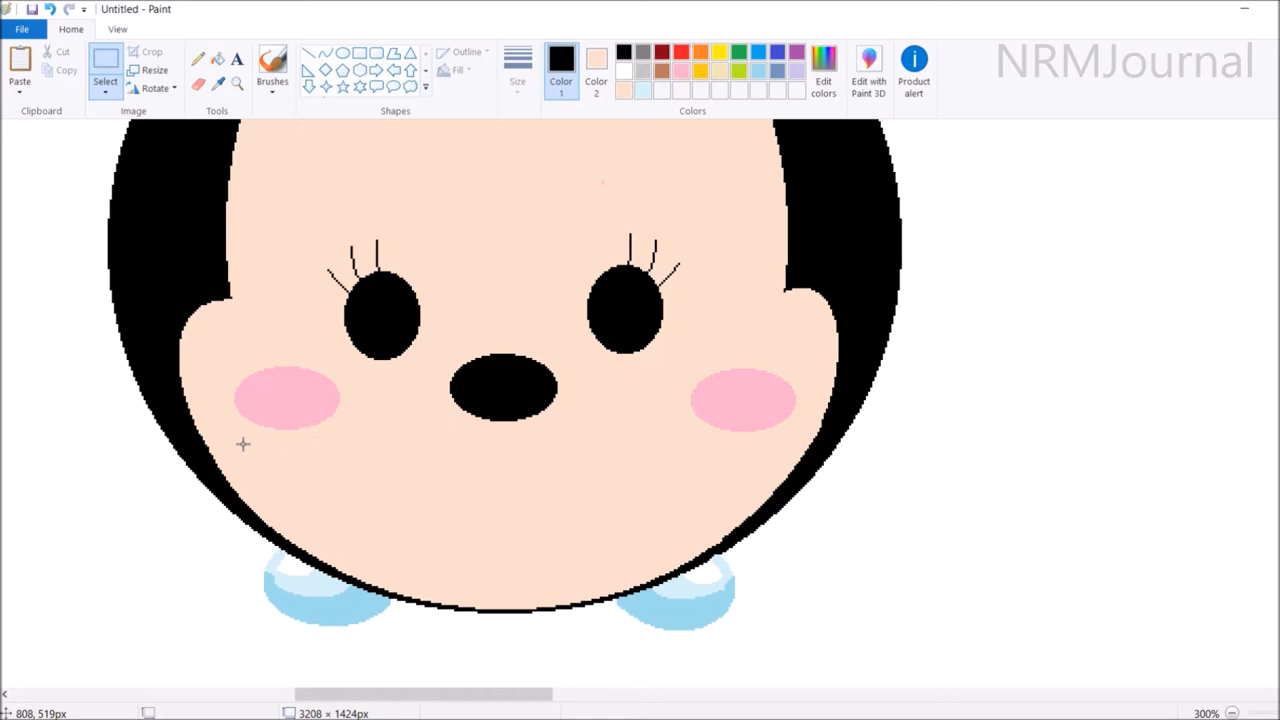 Untitled - Paint
File Home View
Paste
Cut
Copy
Clipboard
Select
Crop
Resize
Rotate
Image
A
Tools
Brushes
Outline
Fill
Shapes
Size
Color
1
Color
2
Edit
colors
Colors
Edit with
Paint 3D
Product
alert
NRMJournal
808, 519px
3208 × 1424px
300%